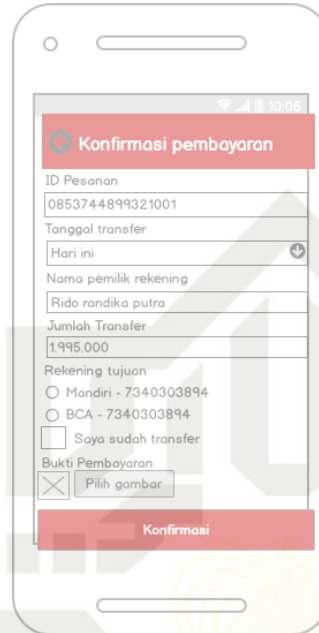 10:06
Konfirmasi pembayaran
ID Pesanan
0853744899321001
Tanggal transfer
Hari ini
Nama pemilik rekening
Rido randika putra
Jumlah Transfer
1.995.000
Rekening tujuan
Mandiri - 7340303894
BCA - 7340303894
Saya sudah transfer
Bukti Pembayaran
Pilih gambar
Konfirmasi